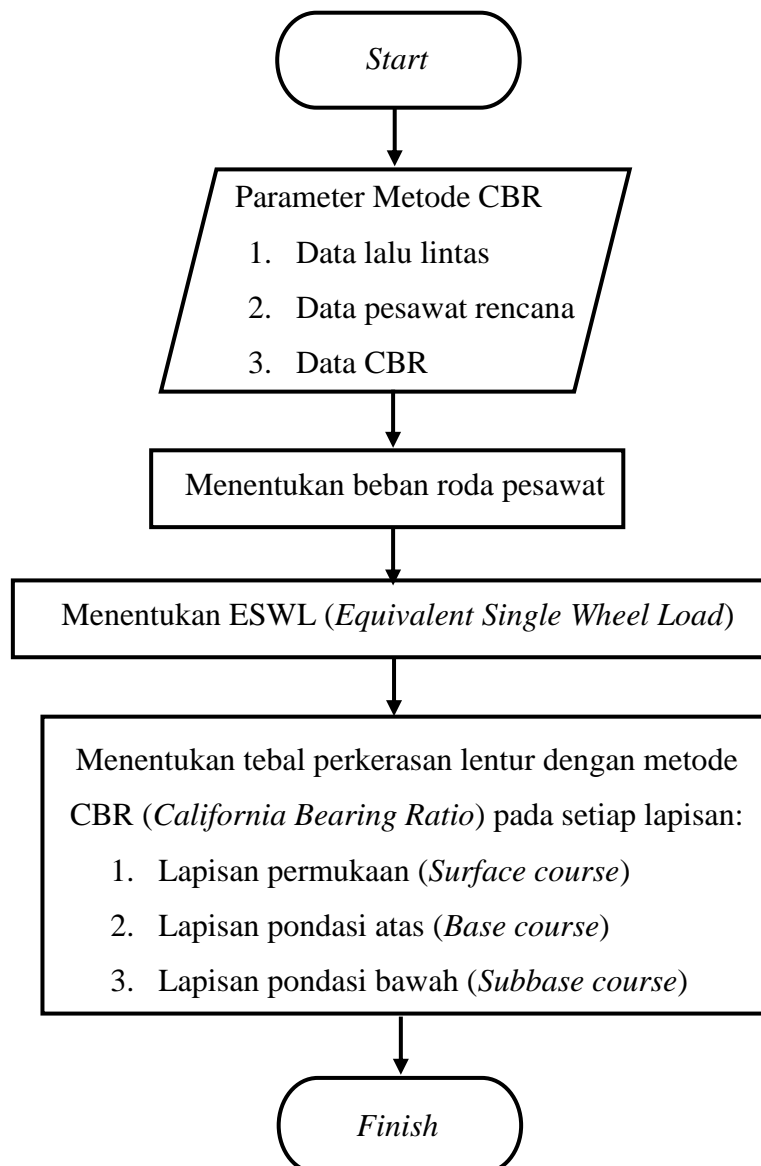 Start
Parameter Metode CBR
1. Data lalu lintas
2. Data pesawat rencana
3. Data CBR
Menentukan beban roda pesawat
Menentukan ESWL (Equivalent Single Wheel Load)
Menentukan tebal perkerasan lentur dengan metode
CBR (California Bearing Ratio) pada setiap lapisan:
1. Lapisan permukaan (Surface course)
2. Lapisan pondasi atas (Base course)
3. Lapisan pondasi bawah (Subbase course)
Finish